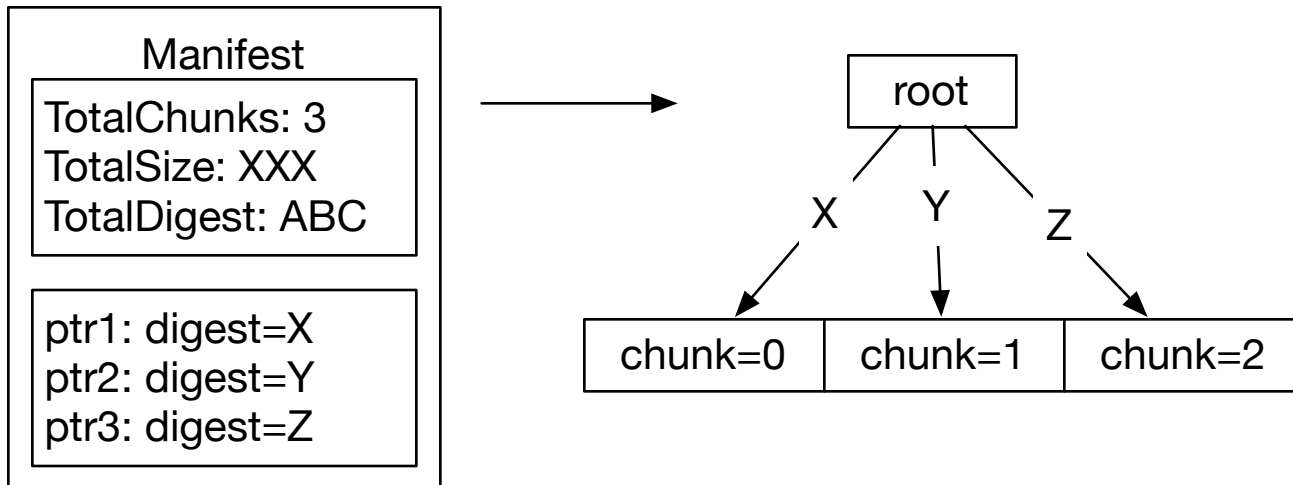 Manifest
TotalChunks: 3
TotalSize: XXX
TotalDigest: ABC
ptr1: digest=X
ptr2: digest=Y
ptr3: digest=Z
root
X
Y
Z
chunk=0
chunk=1
chunk=2